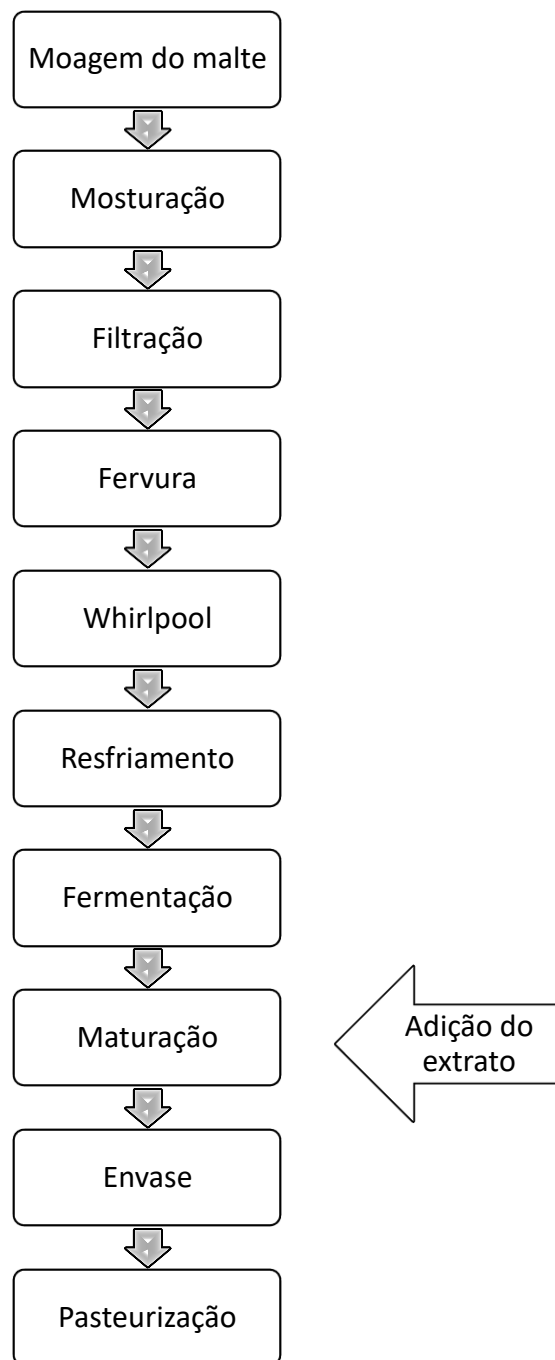 Moagem do malte
Mosturação
Filtração
Fervura
Whirlpool
Resfriamento
Fermentação
Maturação
Adição do
extrato
Envase
Pasteurização